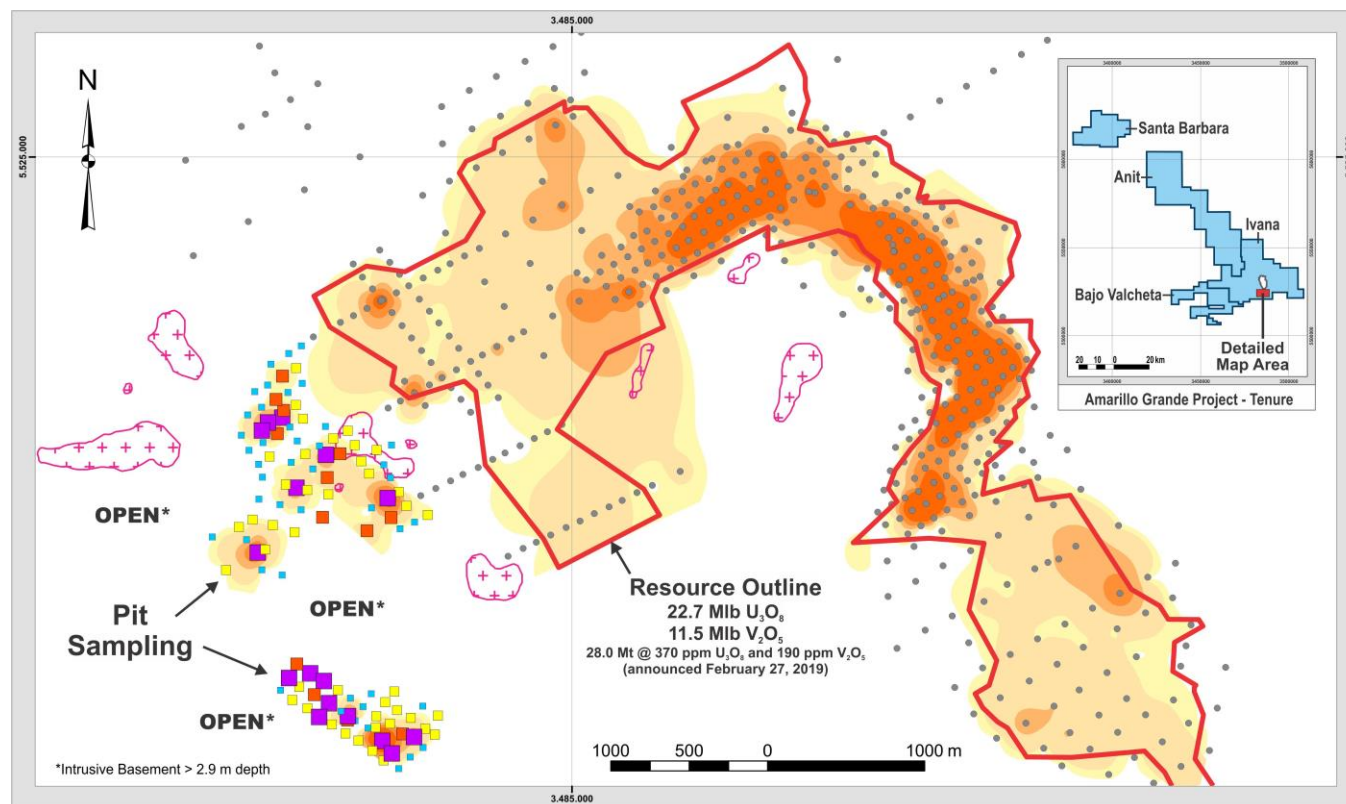 3.485.000
N
5.525.000
Santa Barbara
Anit
Ivana
Bajo Valcheta
20 10 0 20 km
Detailed
Map Area
Amarillo Grande Project - Tenure
OPEN*
Pit
Sampling
OPEN*
OPEN*
Resource Outline
22.7 Mlb U₃O₈
11.5 Mlb V₂O₅
28.0 Mt @ 370 ppm U₃O₈ and 190 ppm V₂O₅
(announced February 27, 2019)
1000 500 0 1000 m
*Intrusive Basement > 2.9 m depth
3.485.000